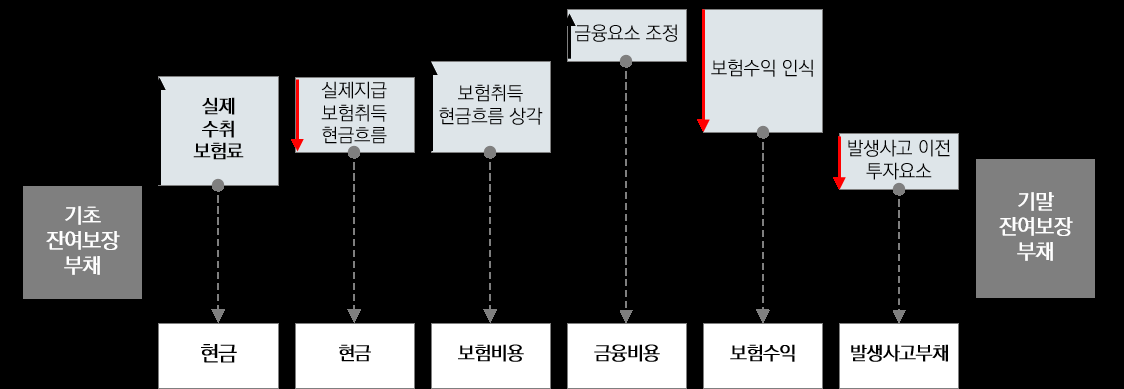 기초
잔여보장
부채
실제
수취
보험료
실제지급
보험취득
현금흐름
보험취득
현금흐름 상각
금융요소 조정
보험수익 인식
발생사고 이전
투자요소
기말
잔여보장
부채
현금
현금
보험비용
금융비용
보험수익
발생사고부채